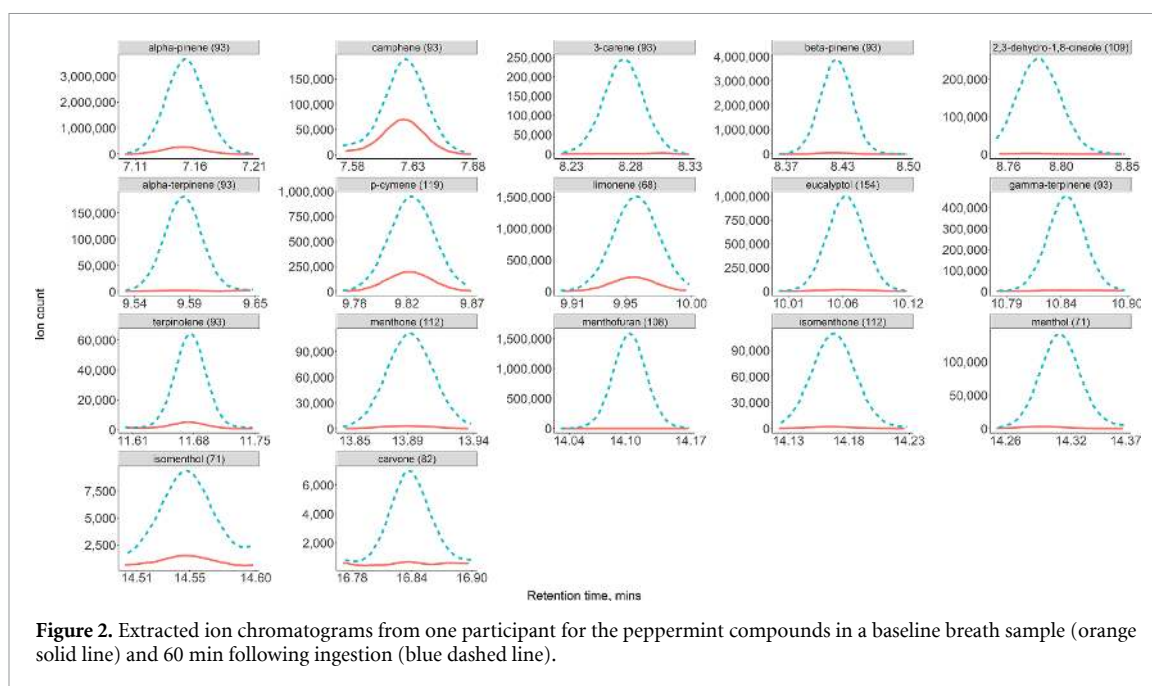 alpha-pinene (93)
camphene (93)
3-carene (93)
beta-pinene (93)
2,3-dehydro-1,8-cineole (109)
3,000,000
2,000,000
1,000,000
0
7.11 7.16 7.21
150,000
100,000
50,000
0
7.58 7.63 7.68
250,000
200,000
150,000
100,000
50,000
0
8.23 8.28 8.33
4,000,000
3,000,000
2,000,000
1,000,000
0
8.37 8.43 8.50
200,000
100,000
0
8.76 8.80 8.85
alpha-terpinene (93)
p-cymene (119)
limonene (68)
eucalyptol (154)
gamma-terpinene (93)
150,000
100,000
50,000
0
9.54 9.59 9.65
1,000,000
750,000
500,000
250,000
0
9.76 9.82 9.87
1,500,000
1,000,000
500,000
0
9.91 9.95 10.00
1,000,000
750,000
500,000
250,000
0
10.01 10.06 10.12
400,000
300,000
200,000
100,000
0
10.79 10.84 10.90
Ion count
terpinolene (93)
menthone (112)
menthofuran (108)
isomenthone (112)
menthol (71)
60,000
40,000
20,000
0
11.61 11.68 11.75
90,000
60,000
30,000
0
13.85 13.89 13.94
1,500,000
1,000,000
500,000
0
14.04 14.10 14.17
90,000
60,000
30,000
0
14.13 14.18 14.23
100,000
50,000
0
14.26 14.32 14.37
isomenthol (71)
carvone (82)
7,500
5,000
2,500
14.51 14.55 14.60
6,000
4,000
2,000
16.78 16.84 16.90
Retention time, mins
Figure 2. Extracted ion chromatograms from one participant for the peppermint compounds in a baseline breath sample (orange
solid line) and 60 min following ingestion (blue dashed line).